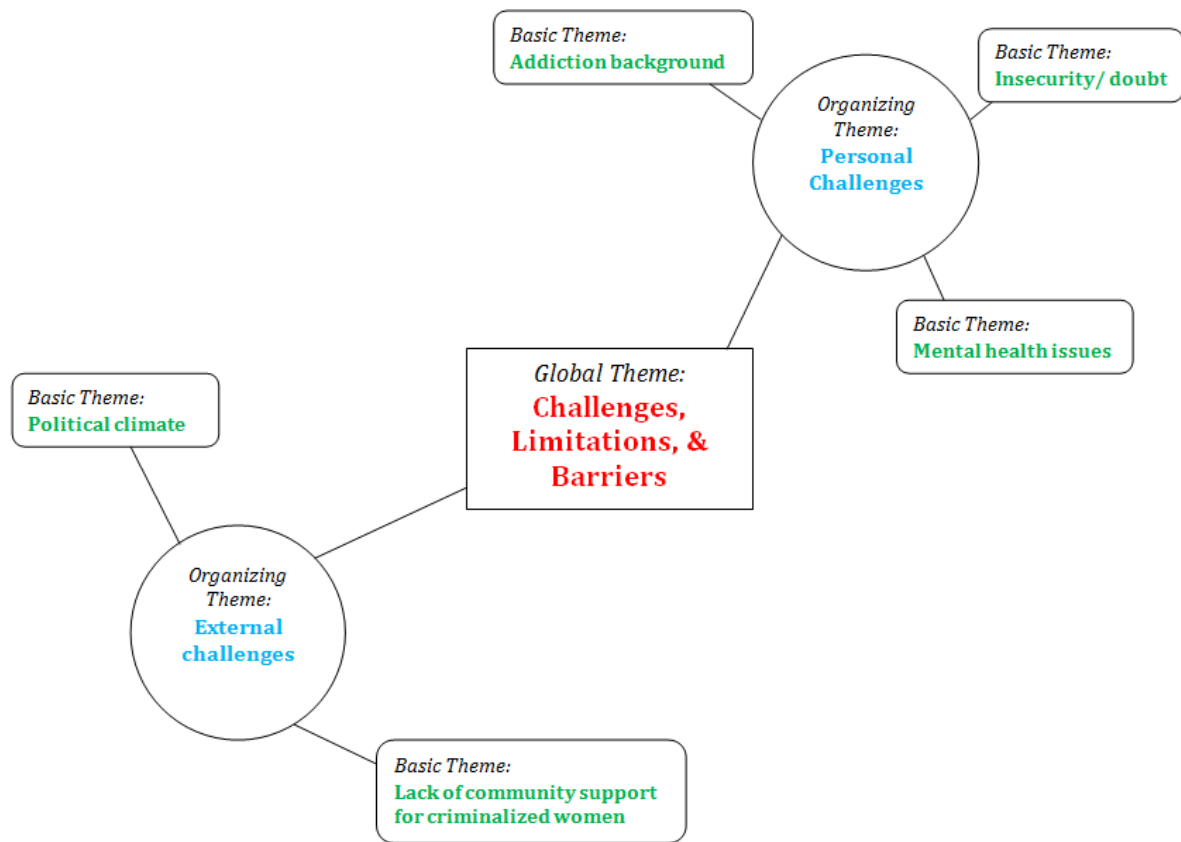 Basic Theme:
Addiction background
Basic Theme:
Insecurity/ doubt
Organizing
Theme:
Personal
Challenges
Basic Theme:
Mental health issues
Global Theme:
Challenges,
Limitations, &
Barriers
Basic Theme:
Political climate
Organizing
Theme:
External
challenges
Basic Theme:
Lack of community support
for criminalized women